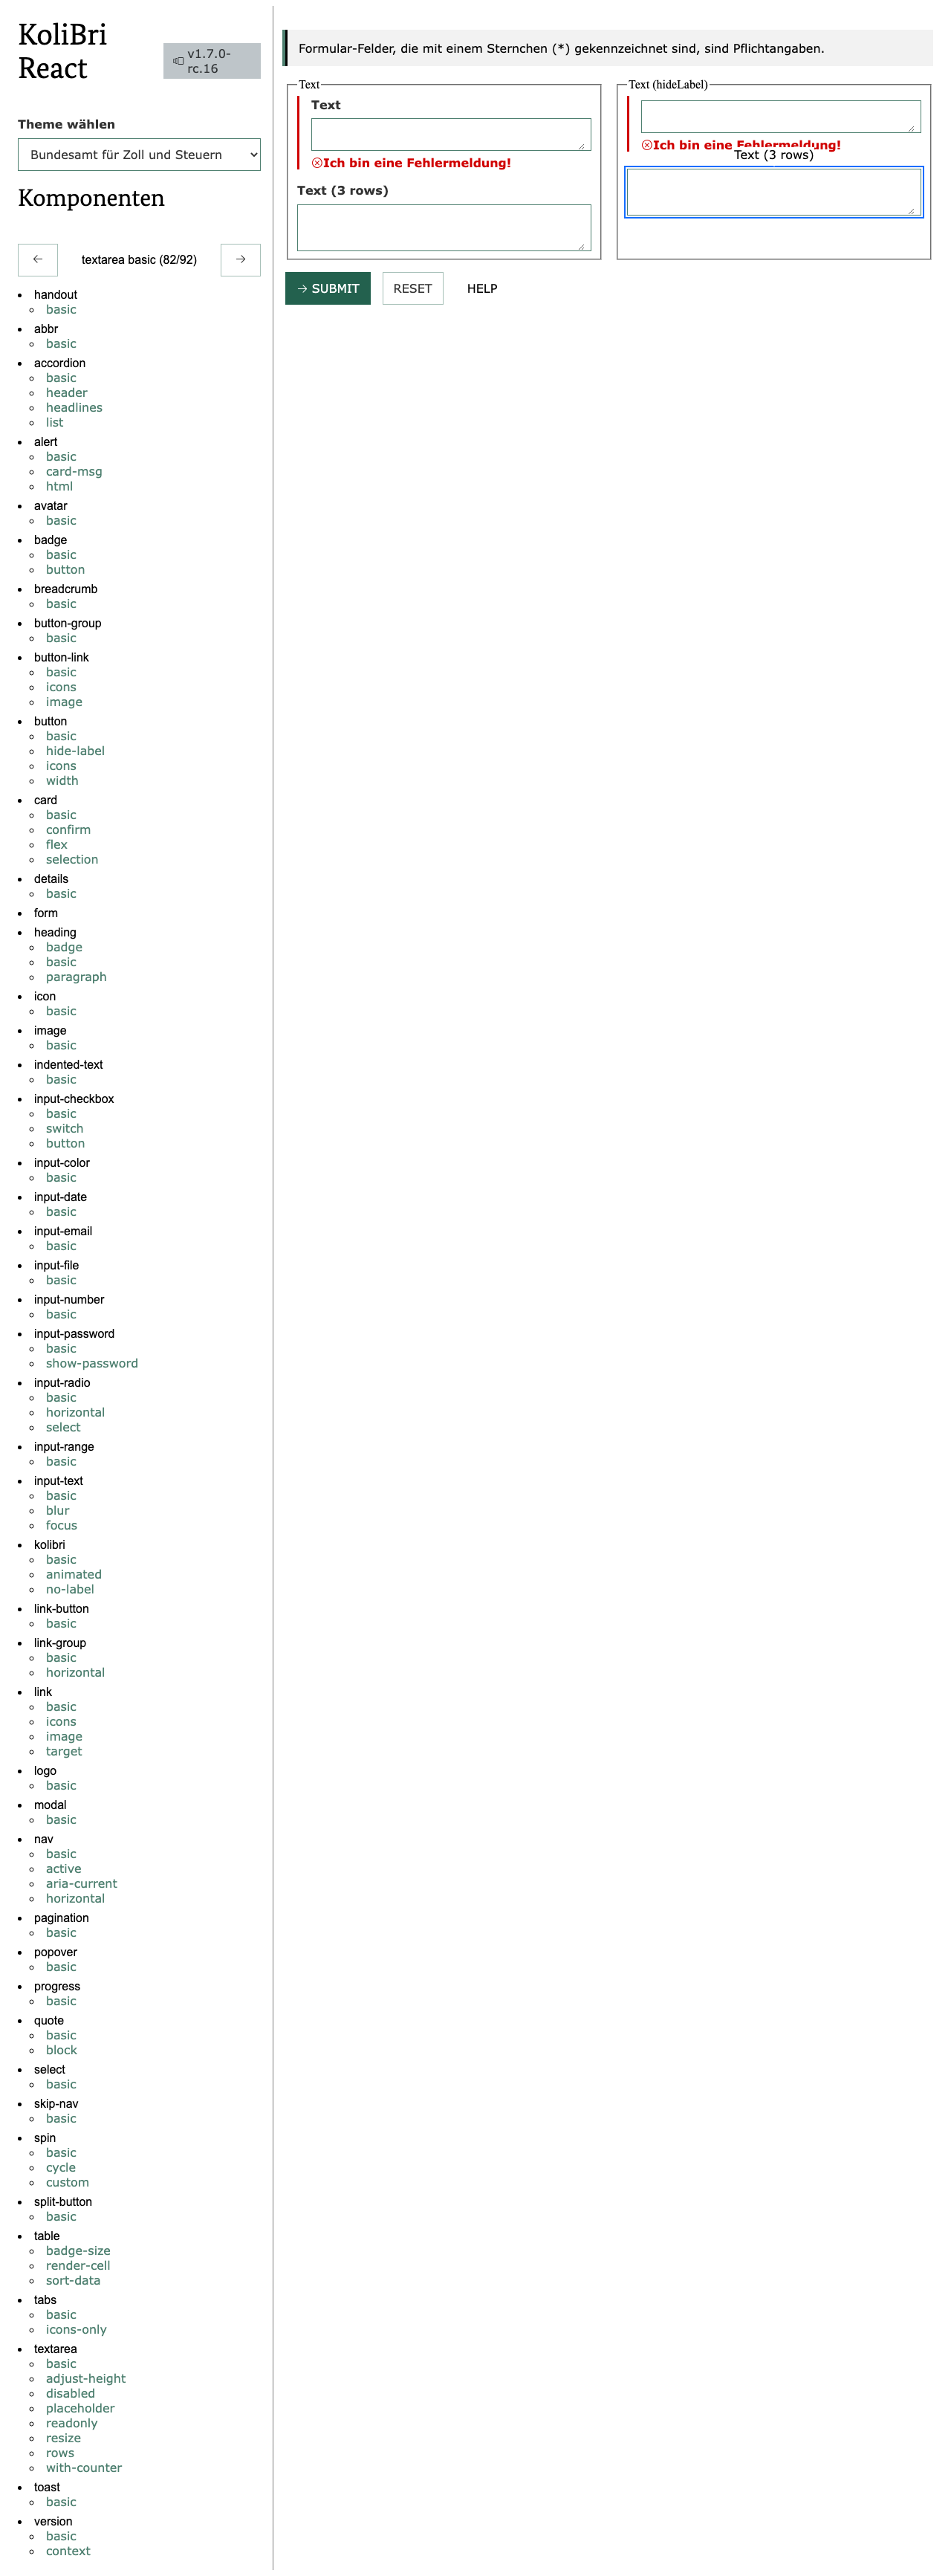 KoliBri
React
v1.7.0-
rc.16
Theme wählen
Bundesamt für Zoll und Steuern
Komponenten
← textarea basic (82/92) →
handout
basic
abbr
basic
accordion
basic
header
headlines
list
alert
basic
card-msg
html
avatar
basic
badge
basic
button
breadcrumb
basic
button-group
basic
button-link
basic
icons
image
button
basic
hide-label
icons
width
card
basic
confirm
flex
selection
details
basic
form
heading
badge
basic
paragraph
icon
basic
image
basic
indented-text
basic
input-checkbox
basic
switch
button
input-color
basic
input-date
basic
input-email
basic
input-file
basic
input-number
basic
input-password
basic
show-password
input-radio
basic
horizontal
select
input-range
basic
input-text
basic
blur
focus
kolibri
basic
animated
no-label
link-button
basic
link-group
basic
horizontal
link
basic
icons
image
target
logo
basic
modal
basic
nav
basic
active
aria-current
horizontal
pagination
basic
popover
basic
progress
basic
quote
basic
block
select
basic
skip-nav
basic
spin
basic
cycle
custom
split-button
basic
table
badge-size
render-cell
sort-data
tabs
basic
icons-only
textarea
basic
adjust-height
disabled
placeholder
readonly
resize
rows
with-counter
toast
basic
version
basic
context
Formular-Felder, die mit einem Sternchen (*) gekennzeichnet sind, sind Pflichtangaben.
Text
Text
Ich bin eine Fehlermeldung!
Text (3 rows)
Text (hideLabel)
Ich bin eine Fehlermeldung!
Text (3 rows)
→ SUBMIT RESET HELP